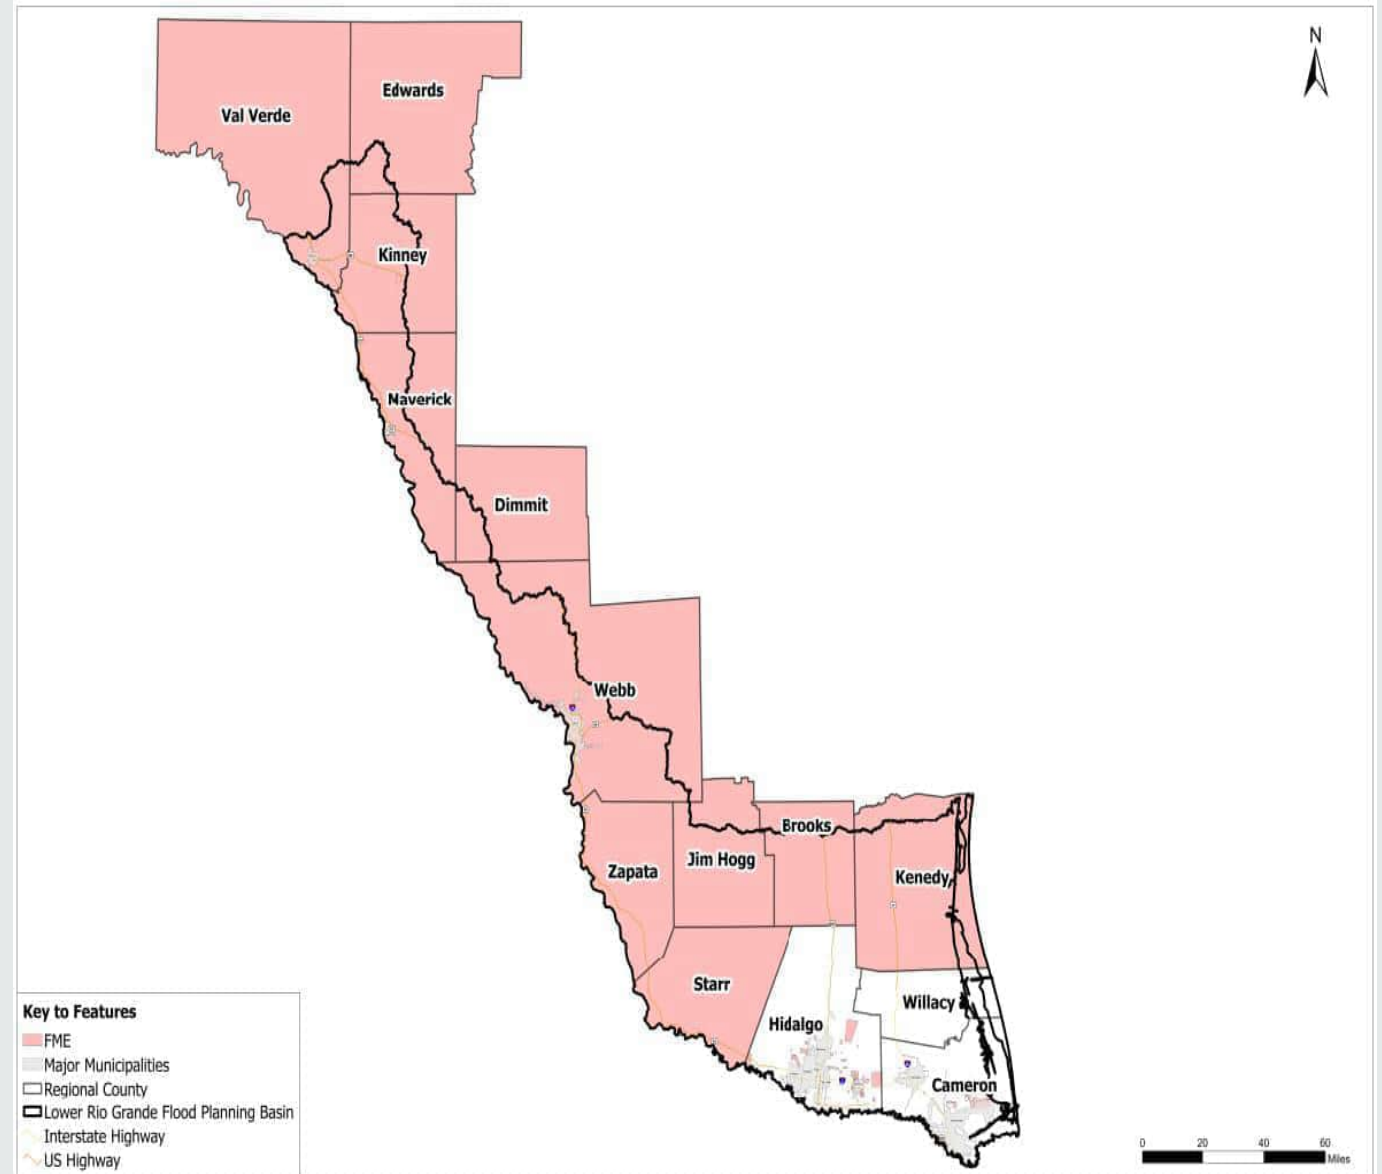 N
Edwards
Val Verde
Kinney
Maverick
Dimmit
Webb
Brooks
Jim Hogg
Zapata
Kenedy
Starr
Willacy
Hidalgo
Cameron
Key to Features
FME
Major Municipalities
Regional County
Lower Rio Grande Flood Planning Basin
Interstate Highway
US Highway
0 20 40 60
Miles